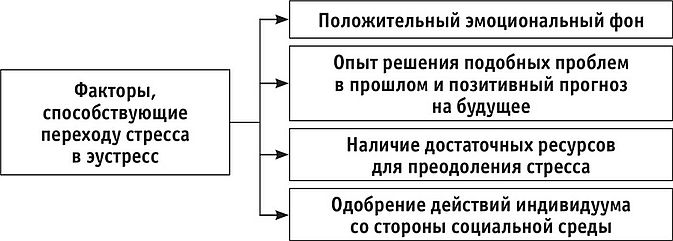 Факторы,
способствующие
переходу стресса
в эустресс
Положительный эмоциональный фон
Опыт решения подобных проблем
в прошлом и позитивный прогноз
на будущее
Наличие достаточных ресурсов
для преодоления стресса
Одобрение действий индивидуума
со стороны социальной среды